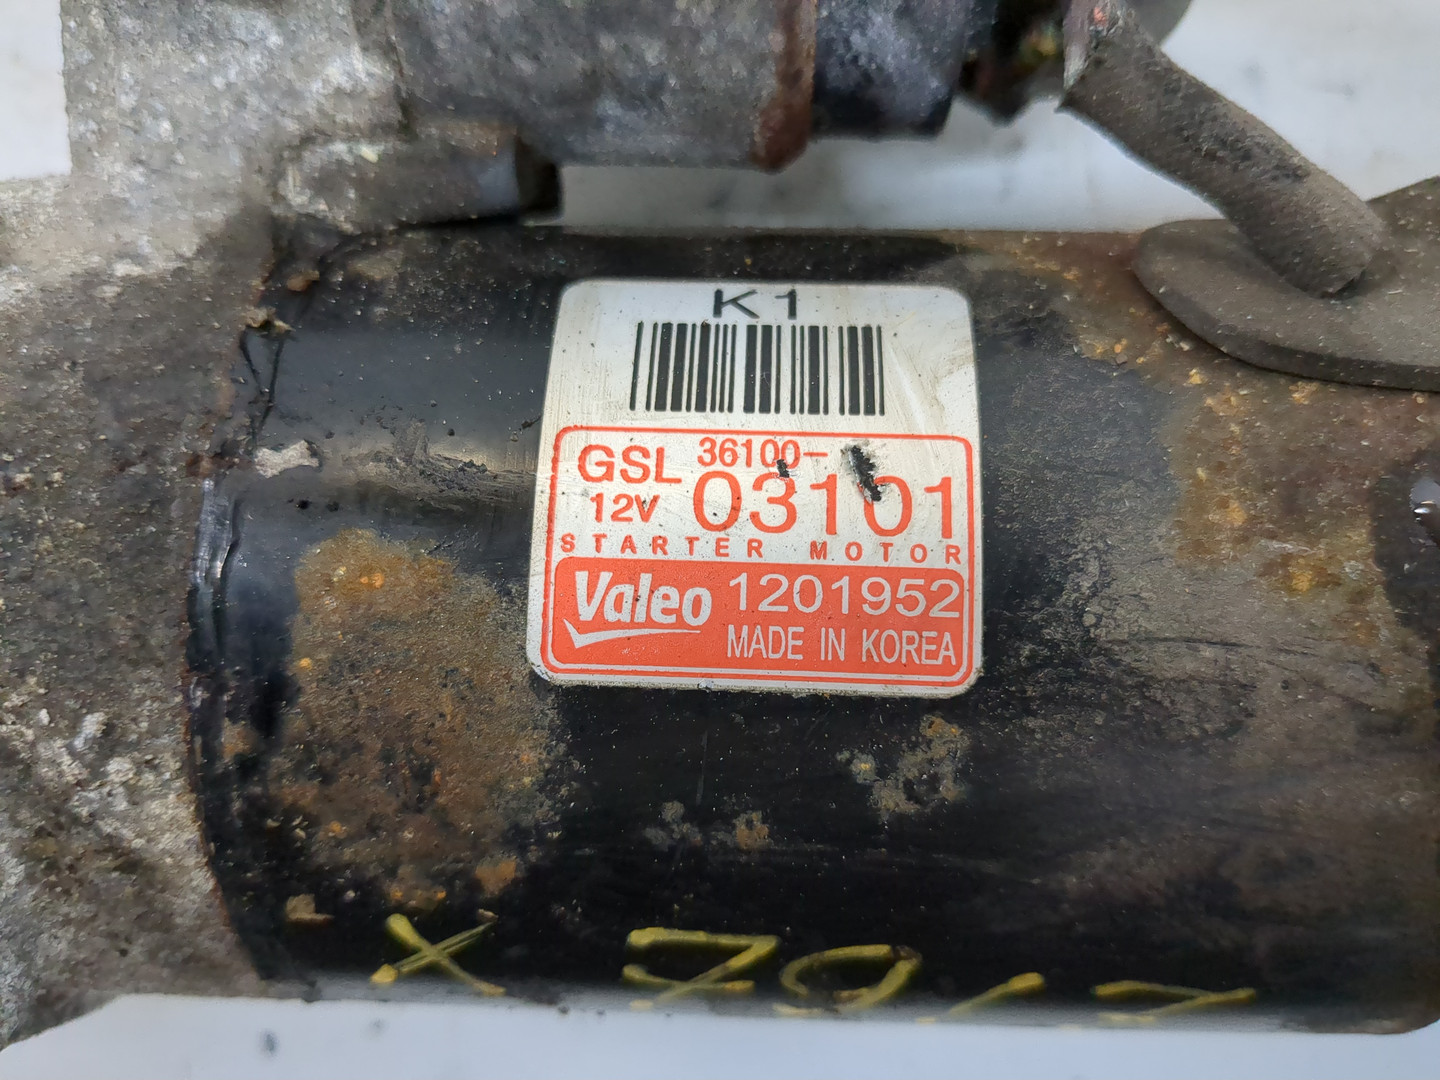 K1
GSL 36100-
12V 03101
STARTER MOTOR
Valeo 1201952
MADE IN KOREA